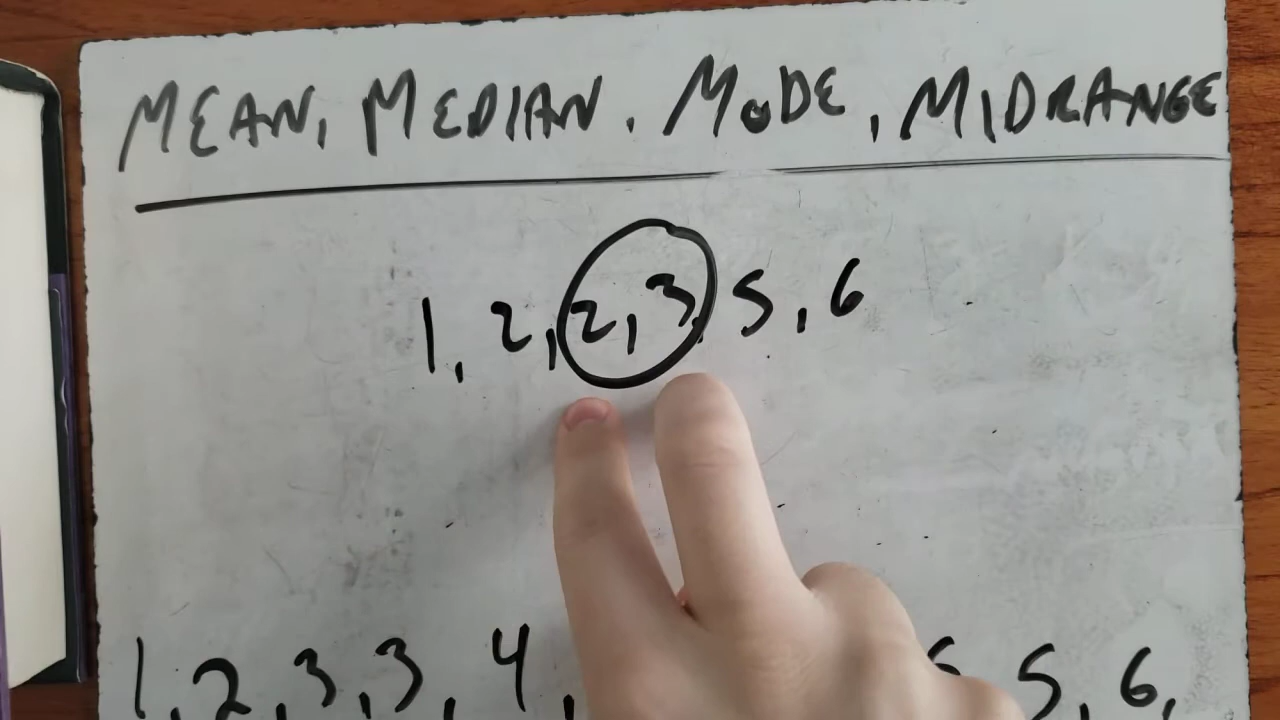 MEAN, MEDIAN, MODE, MIDRANGE
1, 2, 2, 3, 5, 6
1, 2, 3, 3, 4, 5, 6,